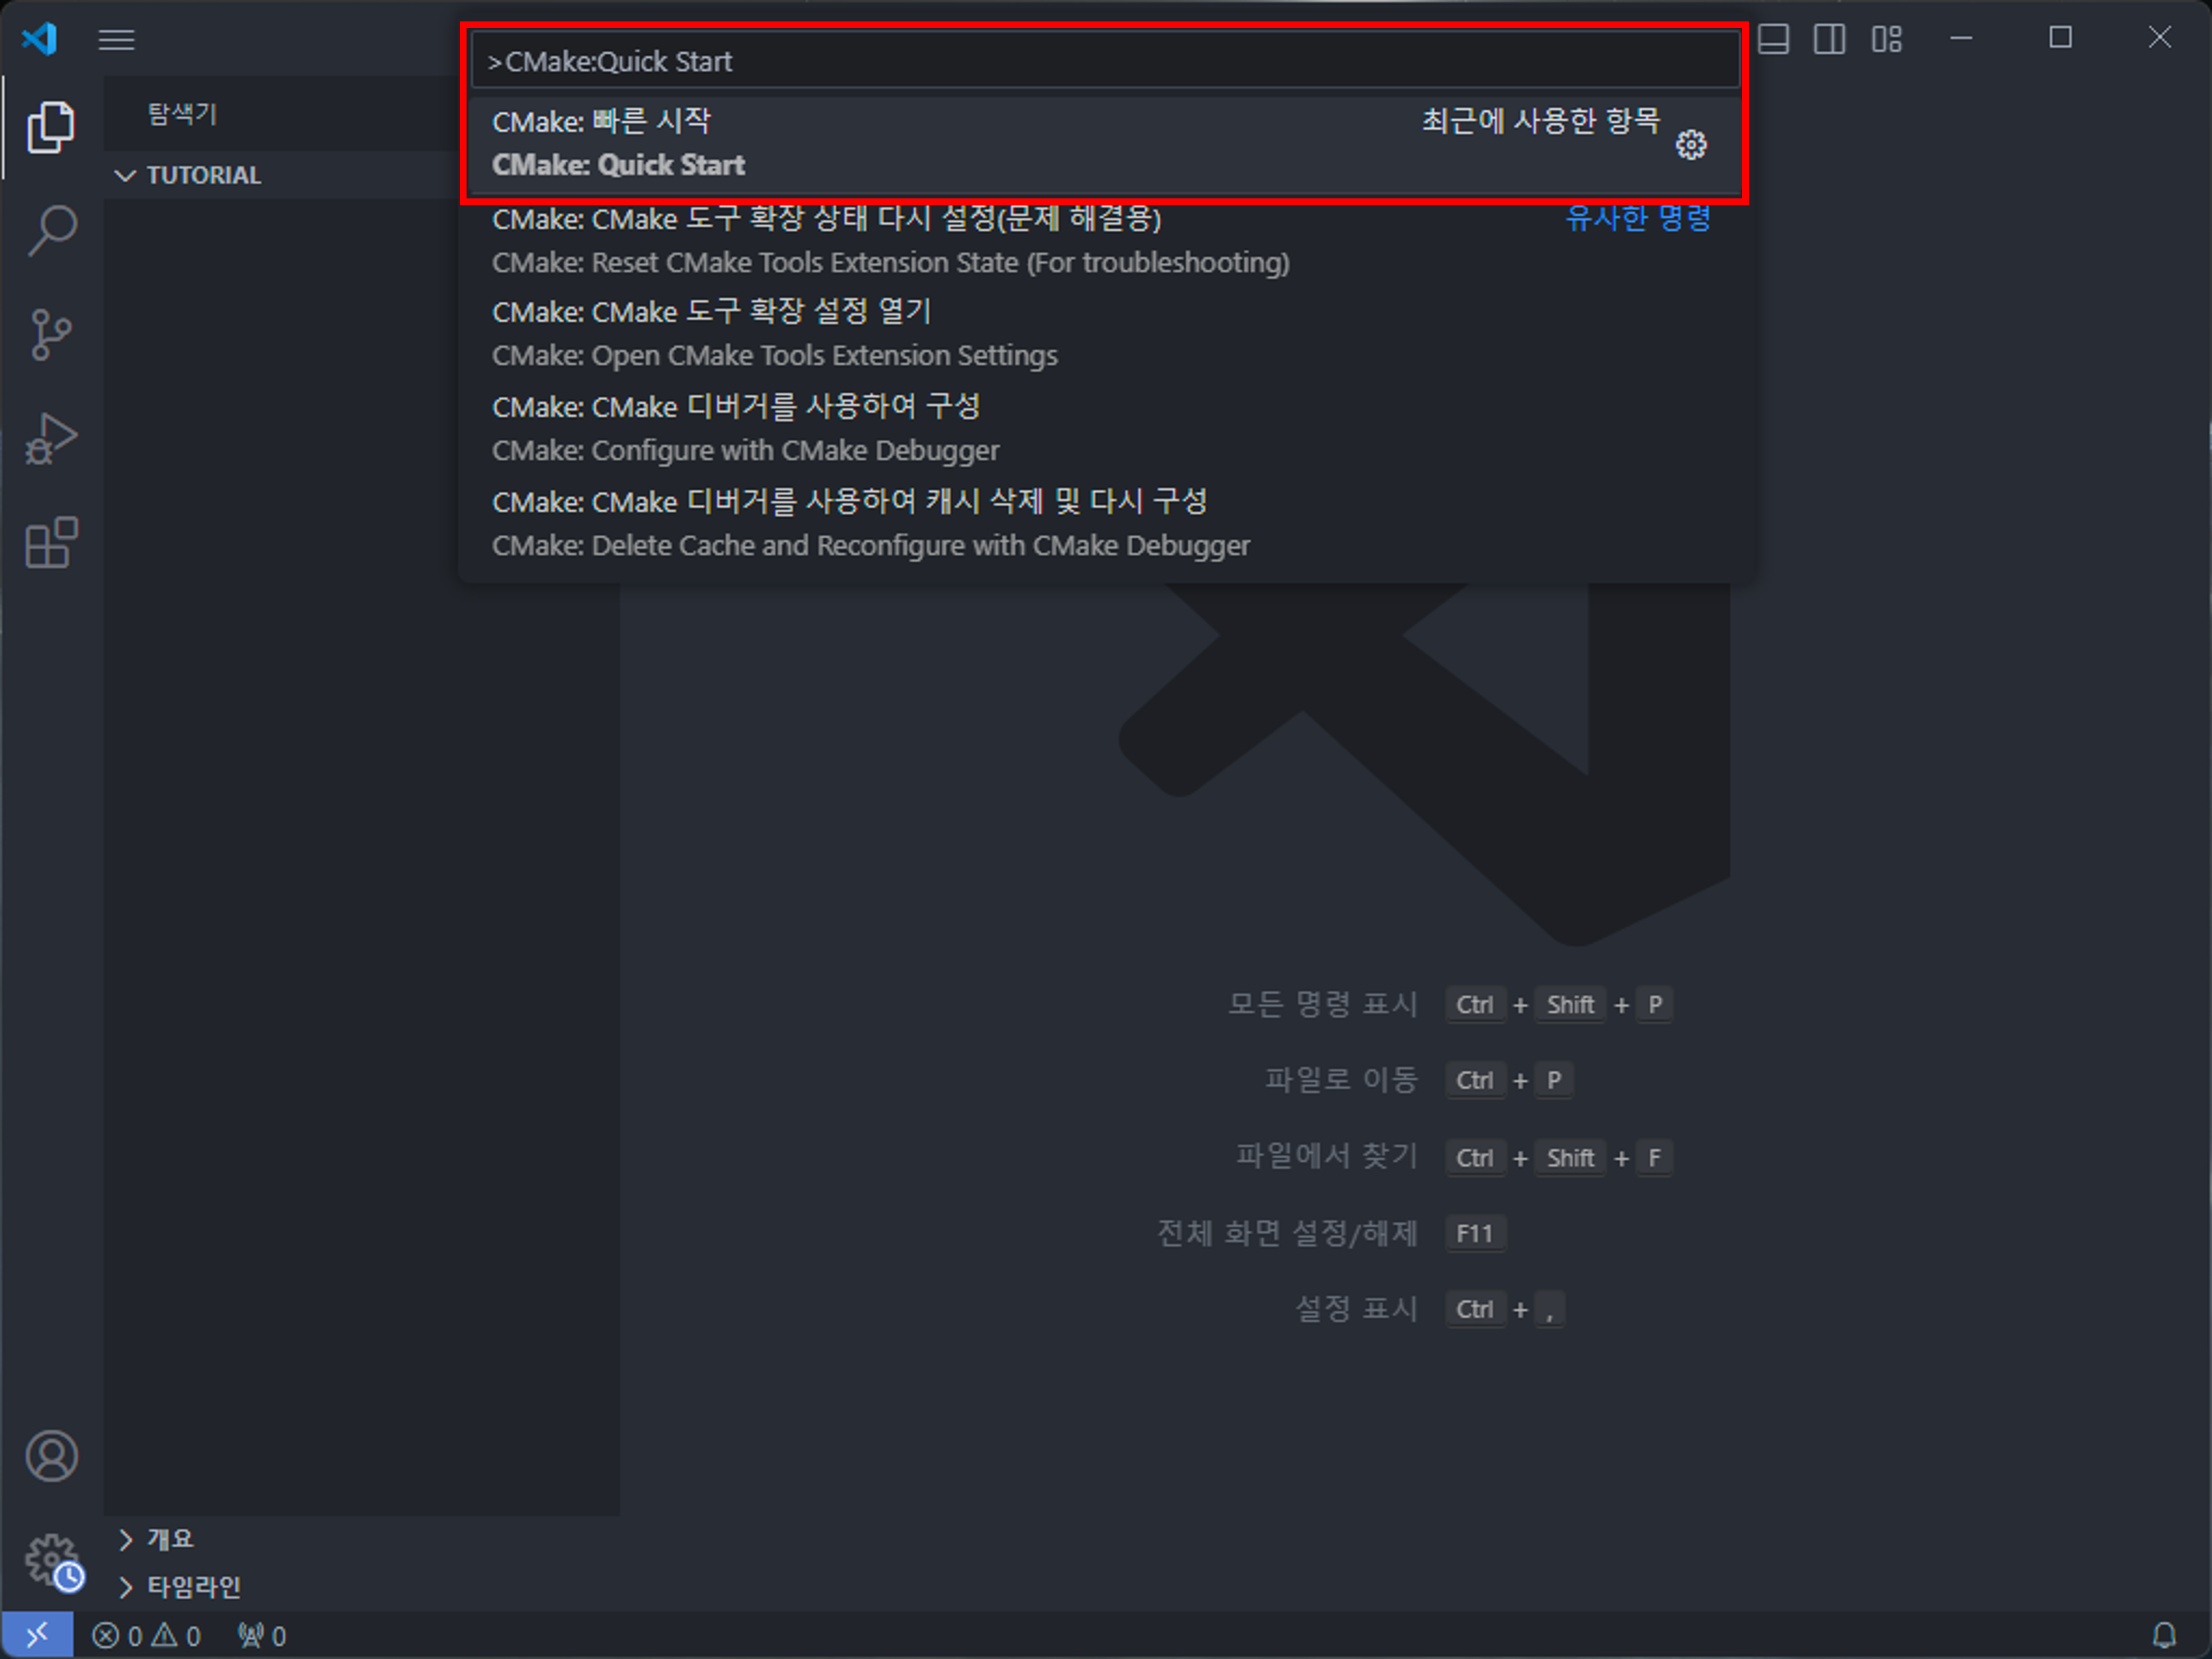 >CMake:Quick Start
CMake: 빠른 시작 최근에 사용한 항목
CMake: Quick Start
CMake: CMake 도구 확장 상태 다시 설정(문제 해결용) 유사한 명령
CMake: Reset CMake Tools Extension State (For troubleshooting)
CMake: CMake 도구 확장 설정 열기
CMake: Open CMake Tools Extension Settings
CMake: CMake 디버거를 사용하여 구성
CMake: Configure with CMake Debugger
CMake: CMake 디버거를 사용하여 캐시 삭제 및 다시 구성
CMake: Delete Cache and Reconfigure with CMake Debugger
탐색기
TUTORIAL
모든 명령 표시 Ctrl + Shift + P
파일로 이동 Ctrl + P
파일에서 찾기 Ctrl + Shift + F
전체 화면 설정/해제 F11
설정 표시 Ctrl + ,
개요
타임라인
0 0 0